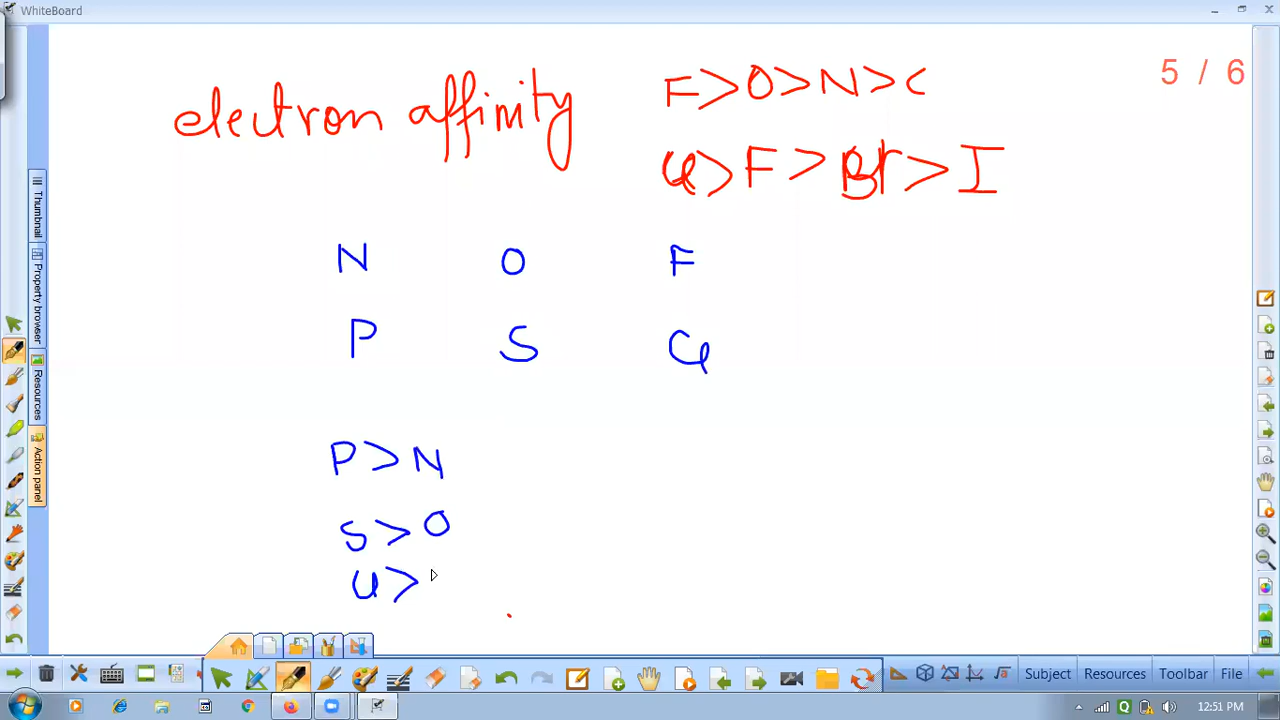 WhiteBoard
5 / 6
electron affinity
F>O>N>C
Cl>F>Br>I
N O F
P S Cl
P>N
S>O
Cl>
Thumbnail
Property browser
Resources
Action panel
Subject Resources Toolbar File
12:51 PM